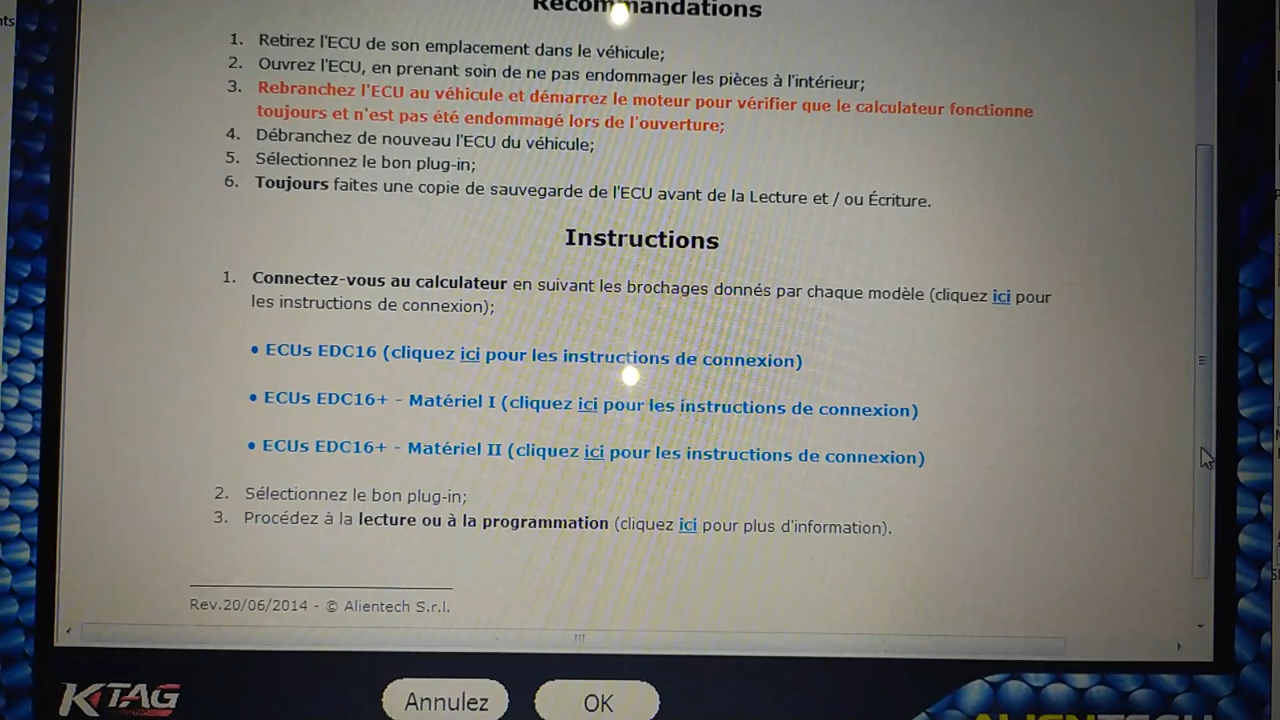 nts
Recommandations
1. Retirez l'ECU de son emplacement dans le véhicule;
2. Ouvrez l'ECU, en prenant soin de ne pas endommager les pièces à l'intérieur;
3. Rebranchez l'ECU au véhicule et démarrez le moteur pour vérifier que le calculateur fonctionne
toujours et n'est pas été endommagé lors de l'ouverture;
4. Débranchez de nouveau l'ECU du véhicule;
5. Sélectionnez le bon plug-in;
6. Toujours faites une copie de sauvegarde de l'ECU avant de la Lecture et / ou Écriture.
Instructions
1. Connectez-vous au calculateur en suivant les brochages donnés par chaque modèle (cliquez ici pour
les instructions de connexion);
• ECUs EDC16 (cliquez ici pour les instructions de connexion)
• ECUs EDC16+ - Matériel I (cliquez ici pour les instructions de connexion)
• ECUs EDC16+ - Matériel II (cliquez ici pour les instructions de connexion)
2. Sélectionnez le bon plug-in;
3. Procédez à la lecture ou à la programmation (cliquez ici pour plus d'information).
Rev.20/06/2014 - © Alientech S.r.l.
KTAG
Annulez
OK